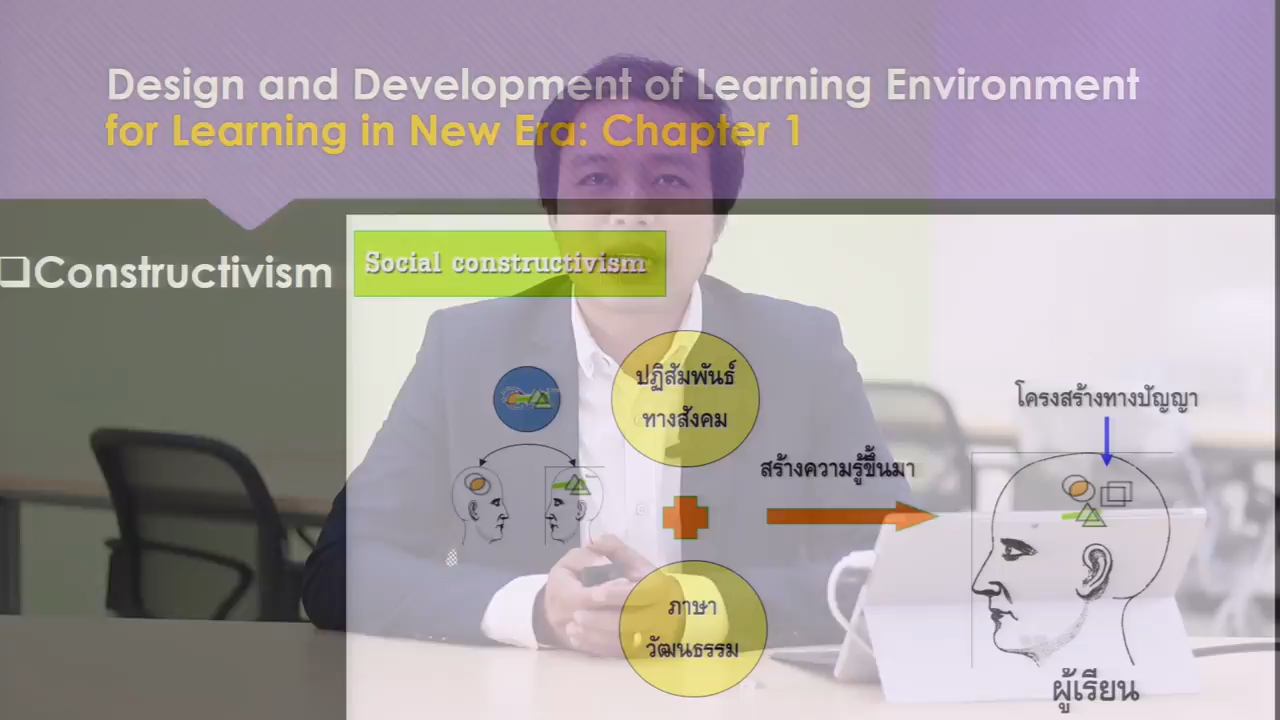 Design and Development of Learning Environment
for Learning in New Era: Chapter 1
Constructivism
Social constructivism
ปฏิสัมพันธ์
ทางสังคม
โครงสร้างทางปัญญา
สร้างความรู้ขึ้นมา
ภาษา
วัฒนธรรม
ผู้เรียน